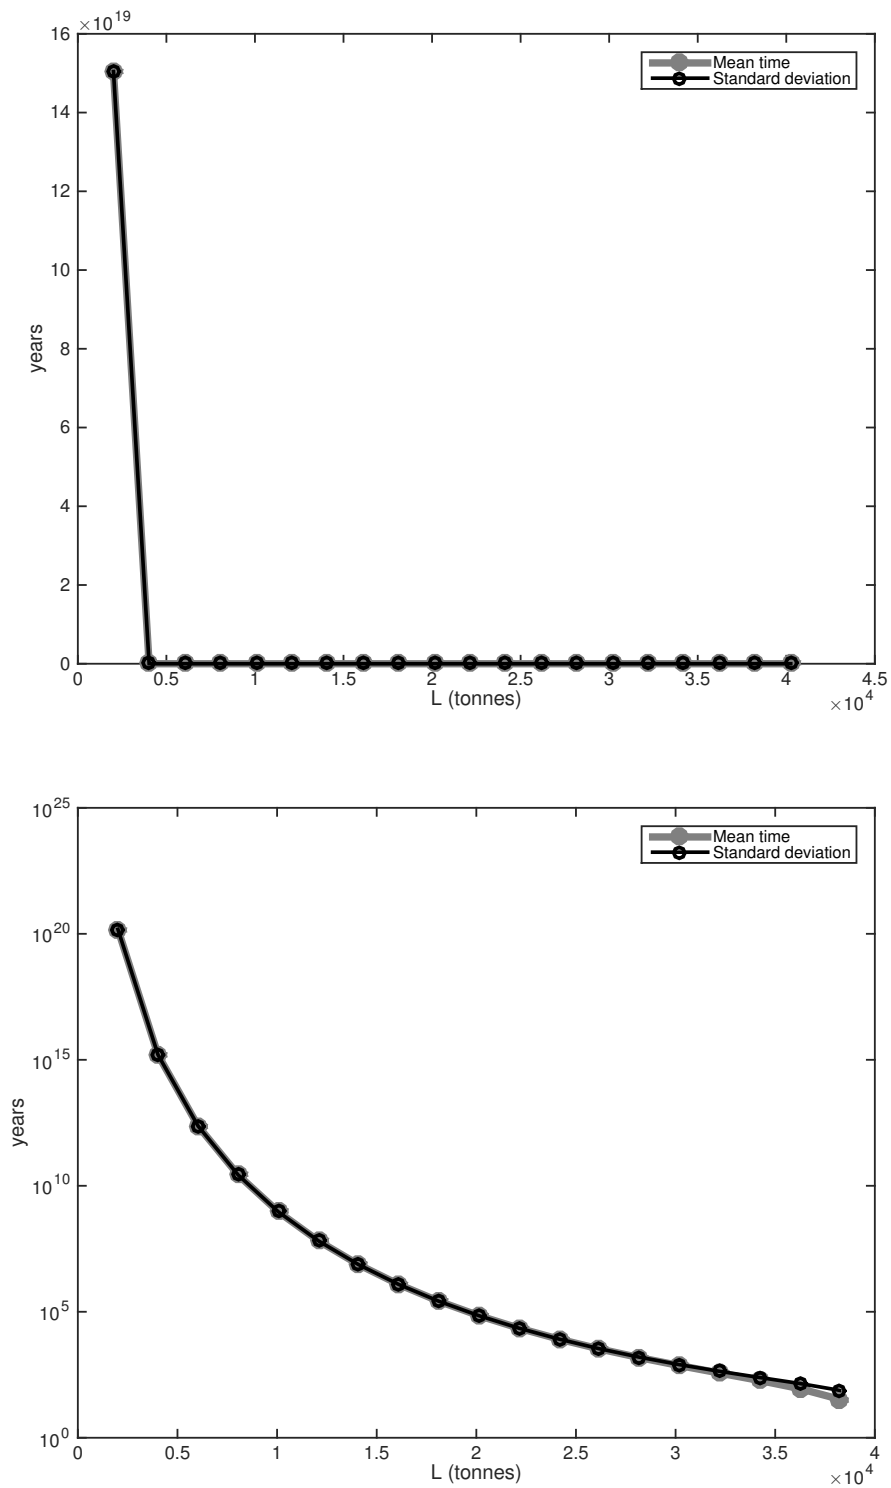 ×10^19
16
14
12
10
8
6
4
2
0
years
Mean time
Standard deviation
0 0.5 1 1.5 2 2.5 3 3.5 4 4.5
L (tonnes)
×10^4
10^25
10^20
10^15
10^10
10^5
10^0
years
Mean time
Standard deviation
0 0.5 1 1.5 2 2.5 3 3.5 4
L (tonnes)
×10^4